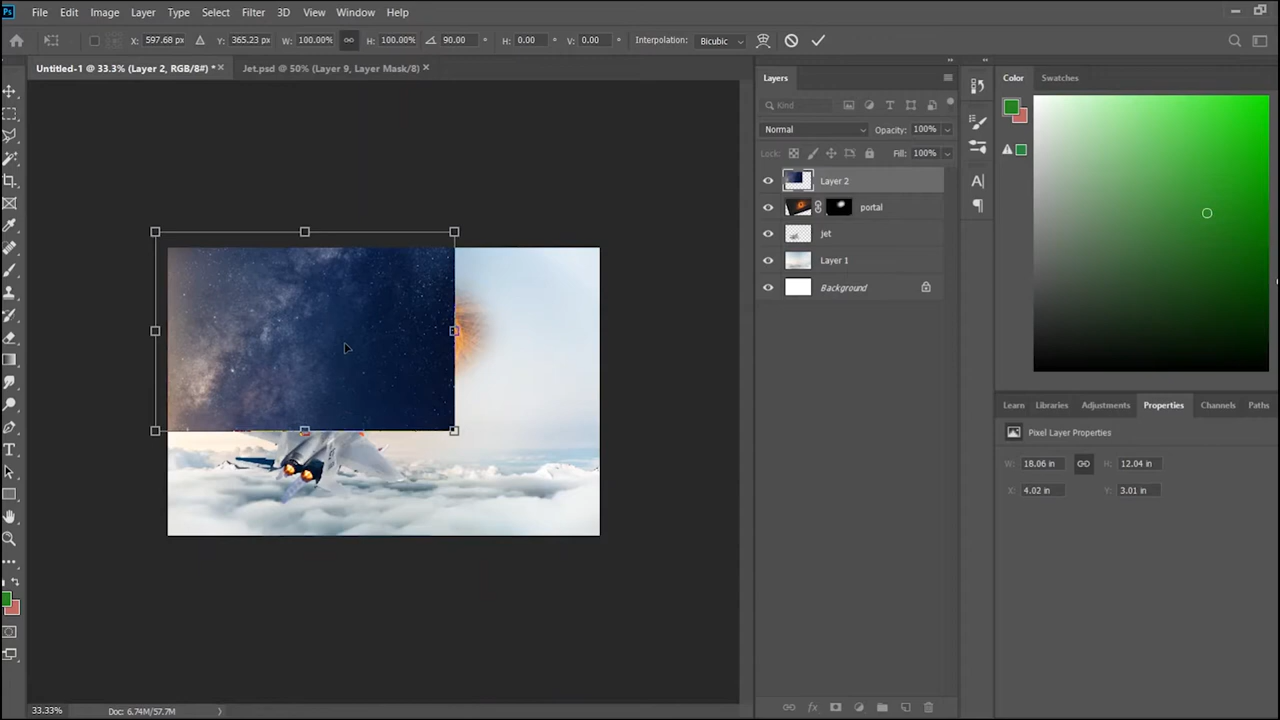 Ps File Edit Image Layer Type Select Filter 3D View Window Help
X: 597.68 px Y: 365.23 px W: 100.00% H: 100.00% 90.00 ° H: 0.00 ° V: 0.00 ° Interpolation: Bicubic
Untitled-1 @ 33.3% (Layer 2, RGB/8#) * × Jet.psd @ 50% (Layer 9, Layer Mask/8) ×
Layers
Kind
Normal Opacity: 100%
Lock: Fill: 100%
Layer 2
portal
jet
Layer 1
Background
Color Swatches
Learn Libraries Adjustments Properties Channels Paths
Pixel Layer Properties
W: 18.06 in H: 12.04 in
X: 4.02 in Y: 3.01 in
33.33% Doc: 6.74M/57.7M